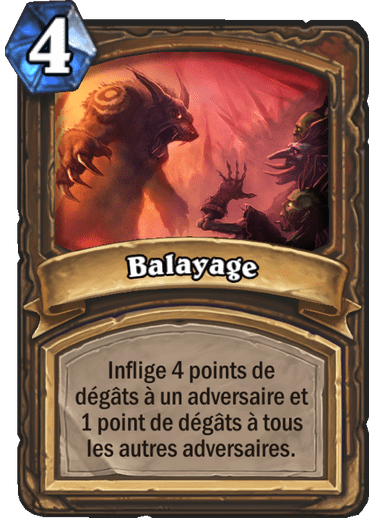 4
Balayage
Inflige 4 points de
dégâts à un adversaire et
1 point de dégâts à tous
les autres adversaires.